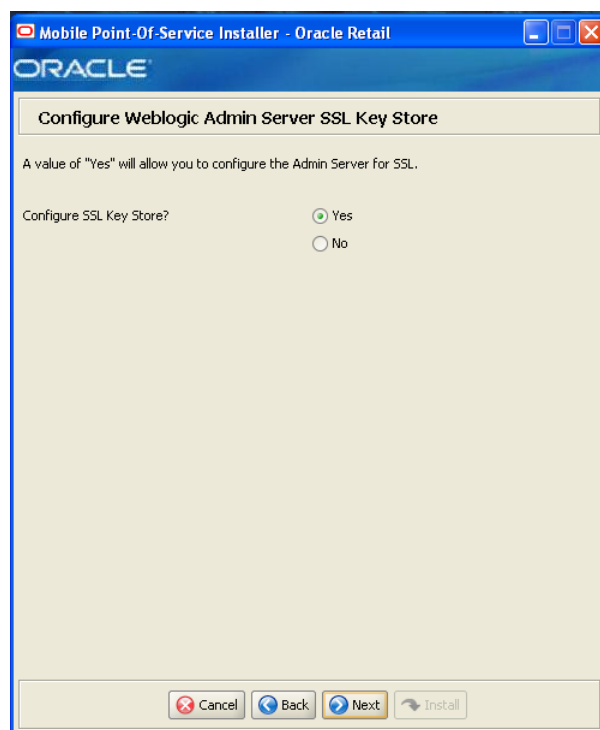 Mobile Point-Of-Service Installer - Oracle Retail
ORACLE
Configure Weblogic Admin Server SSL Key Store
A value of "Yes" will allow you to configure the Admin Server for SSL.
Configure SSL Key Store? Yes
No
Cancel Back Next Install